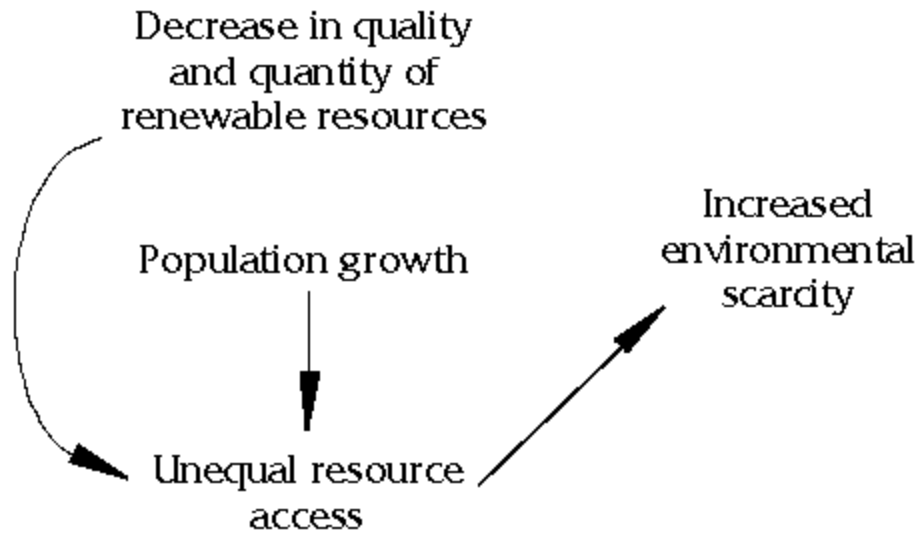 Decrease in quality
and quantity of
renewable resources
Population growth
Increased
environmental
scarcity
Unequal resource
access